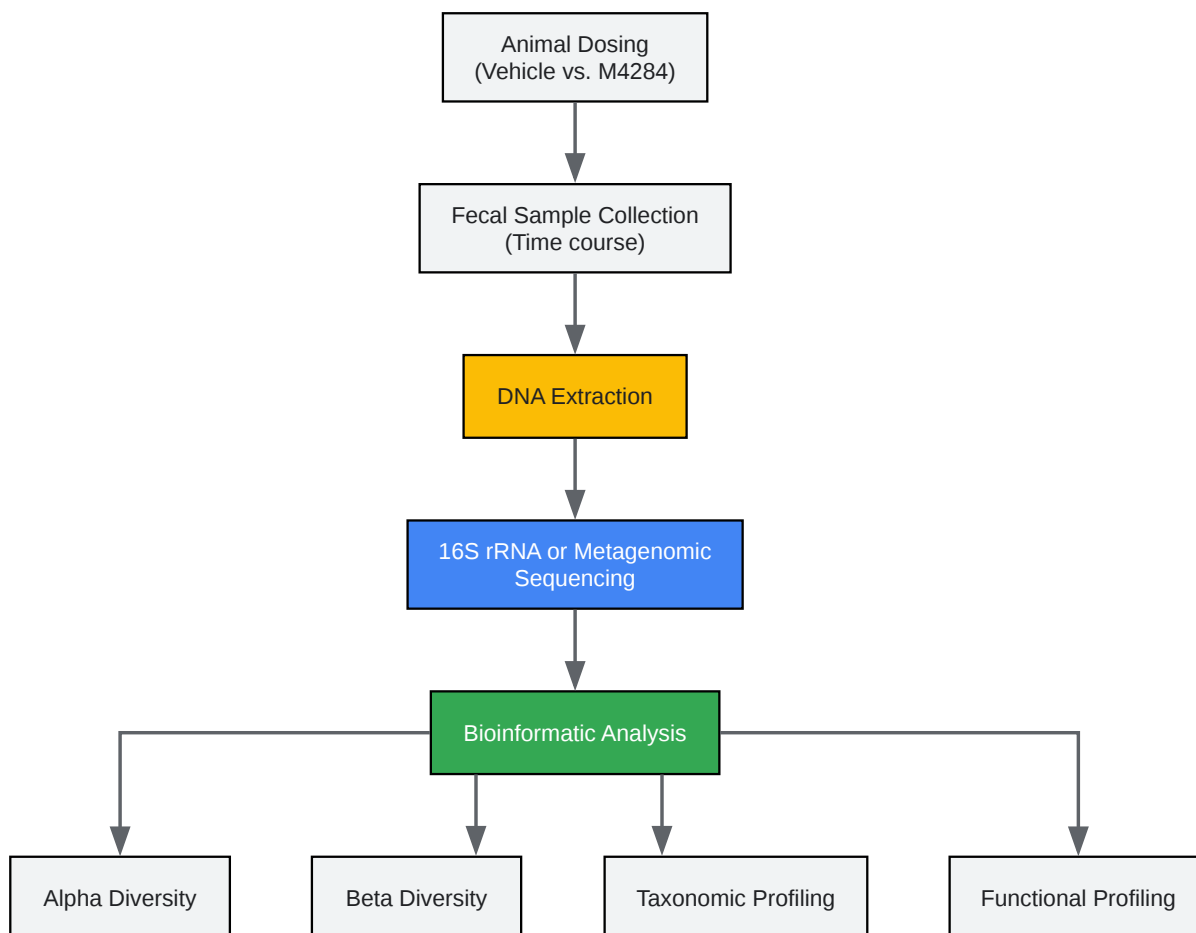 Animal Dosing
(Vehicle vs. M4284)
Fecal Sample Collection
(Time course)
DNA Extraction
16S rRNA or Metagenomic
Sequencing
Bioinformatic Analysis
Alpha Diversity
Beta Diversity
Taxonomic Profiling
Functional Profiling